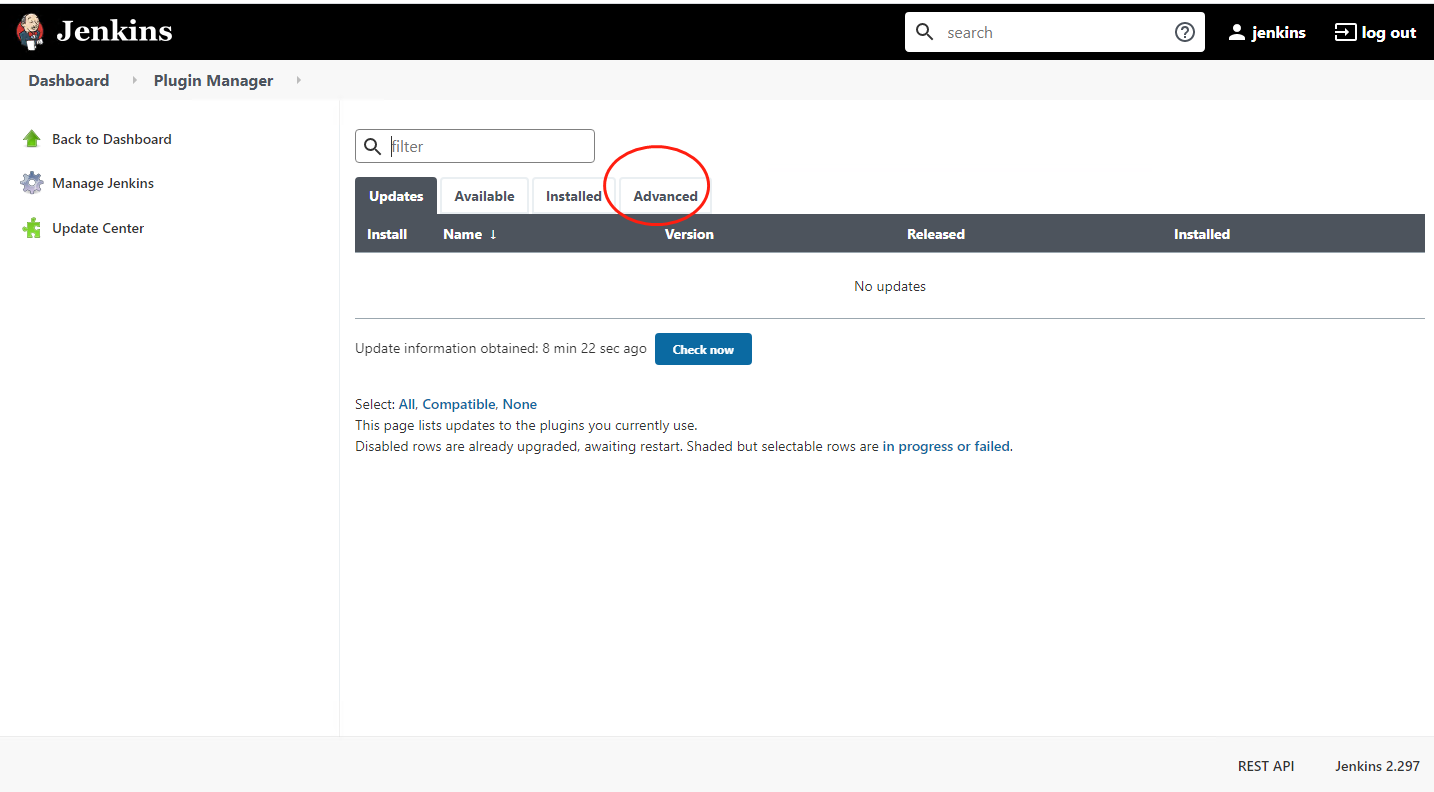 Jenkins search jenkins log out
Dashboard Plugin Manager
Back to Dashboard
Manage Jenkins
Update Center
filter
Updates Available Installed Advanced
Install Name ↓ Version Released Installed
No updates
Update information obtained: 8 min 22 sec ago Check now
Select: All, Compatible, None
This page lists updates to the plugins you currently use.
Disabled rows are already upgraded, awaiting restart. Shaded but selectable rows are in progress or failed.
REST API Jenkins 2.297